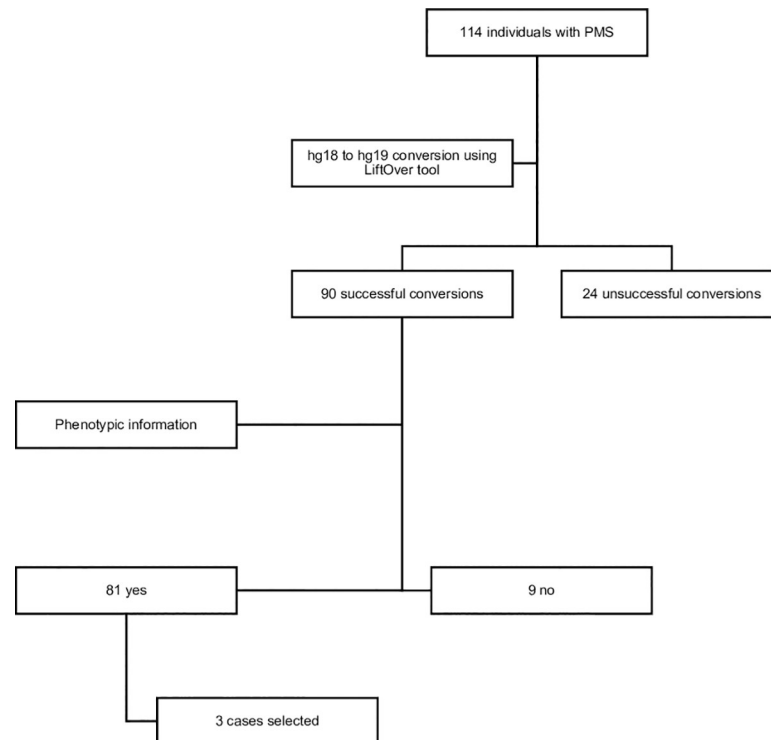 114 individuals with PMS
hg18 to hg19 conversion using
LiftOver tool
90 successful conversions
24 unsuccessful conversions
Phenotypic information
81 yes
9 no
3 cases selected